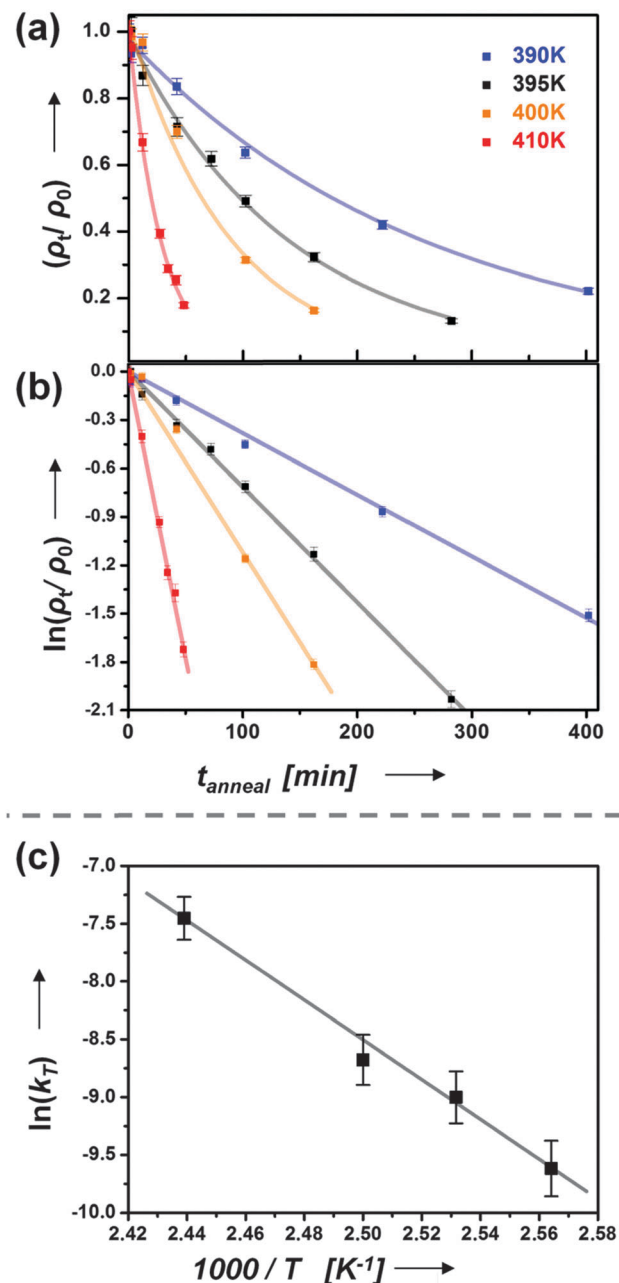 (a)
1.0
0.8
0.6
0.4
0.2
(ρt/ ρ0)
390K
395K
400K
410K
(b)
0.0
-0.3
-0.6
-0.9
-1.2
-1.5
-1.8
-2.1
ln(ρt/ ρ0)
0 100 200 300 400
tanneal [min]
(c)
-7.0
-7.5
-8.0
-8.5
-9.0
-9.5
-10.0
ln(kT)
2.42 2.44 2.46 2.48 2.50 2.52 2.54 2.56 2.58
1000 / T [K-1]